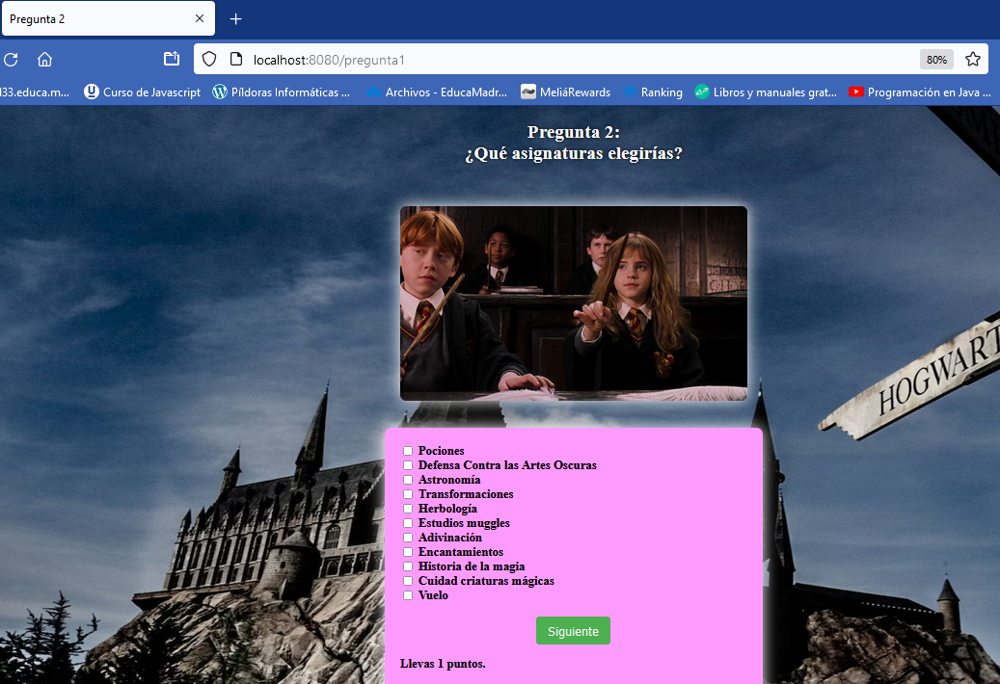 Pregunta 2
localhost:8080/pregunta1
80%
l33.educa.m...
Curso de Javascript
Píldoras Informáticas ...
Archivos - EducaMadr...
MeliáRewards
Ranking
Libros y manuales grat...
Programación en Java ...
Pregunta 2:
¿Qué asignaturas elegirías?
HOGWART
Pociones
Defensa Contra las Artes Oscuras
Astronomía
Transformaciones
Herbología
Estudios muggles
Adivinación
Encantamientos
Historia de la magia
Cuidad criaturas mágicas
Vuelo
Siguiente
Llevas 1 puntos.